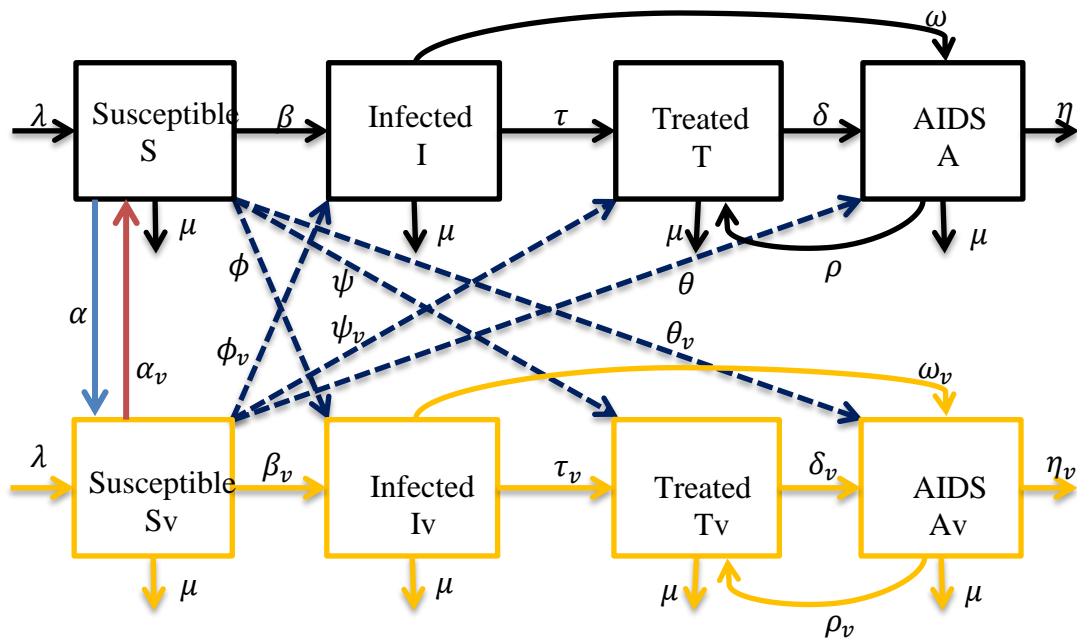 ω
λ
Susceptible
S
β
Infected
I
τ
Treated
T
δ
AIDS
A
η
μ
μ
μ
μ
ρ
ϕ
ψ
θ
α
α_v
ϕ_v
ψ_v
θ_v
ω_v
λ
Susceptible
Sv
β_v
Infected
Iv
τ_v
Treated
Tv
δ_v
AIDS
Av
η_v
μ
μ
μ
μ
ρ_v